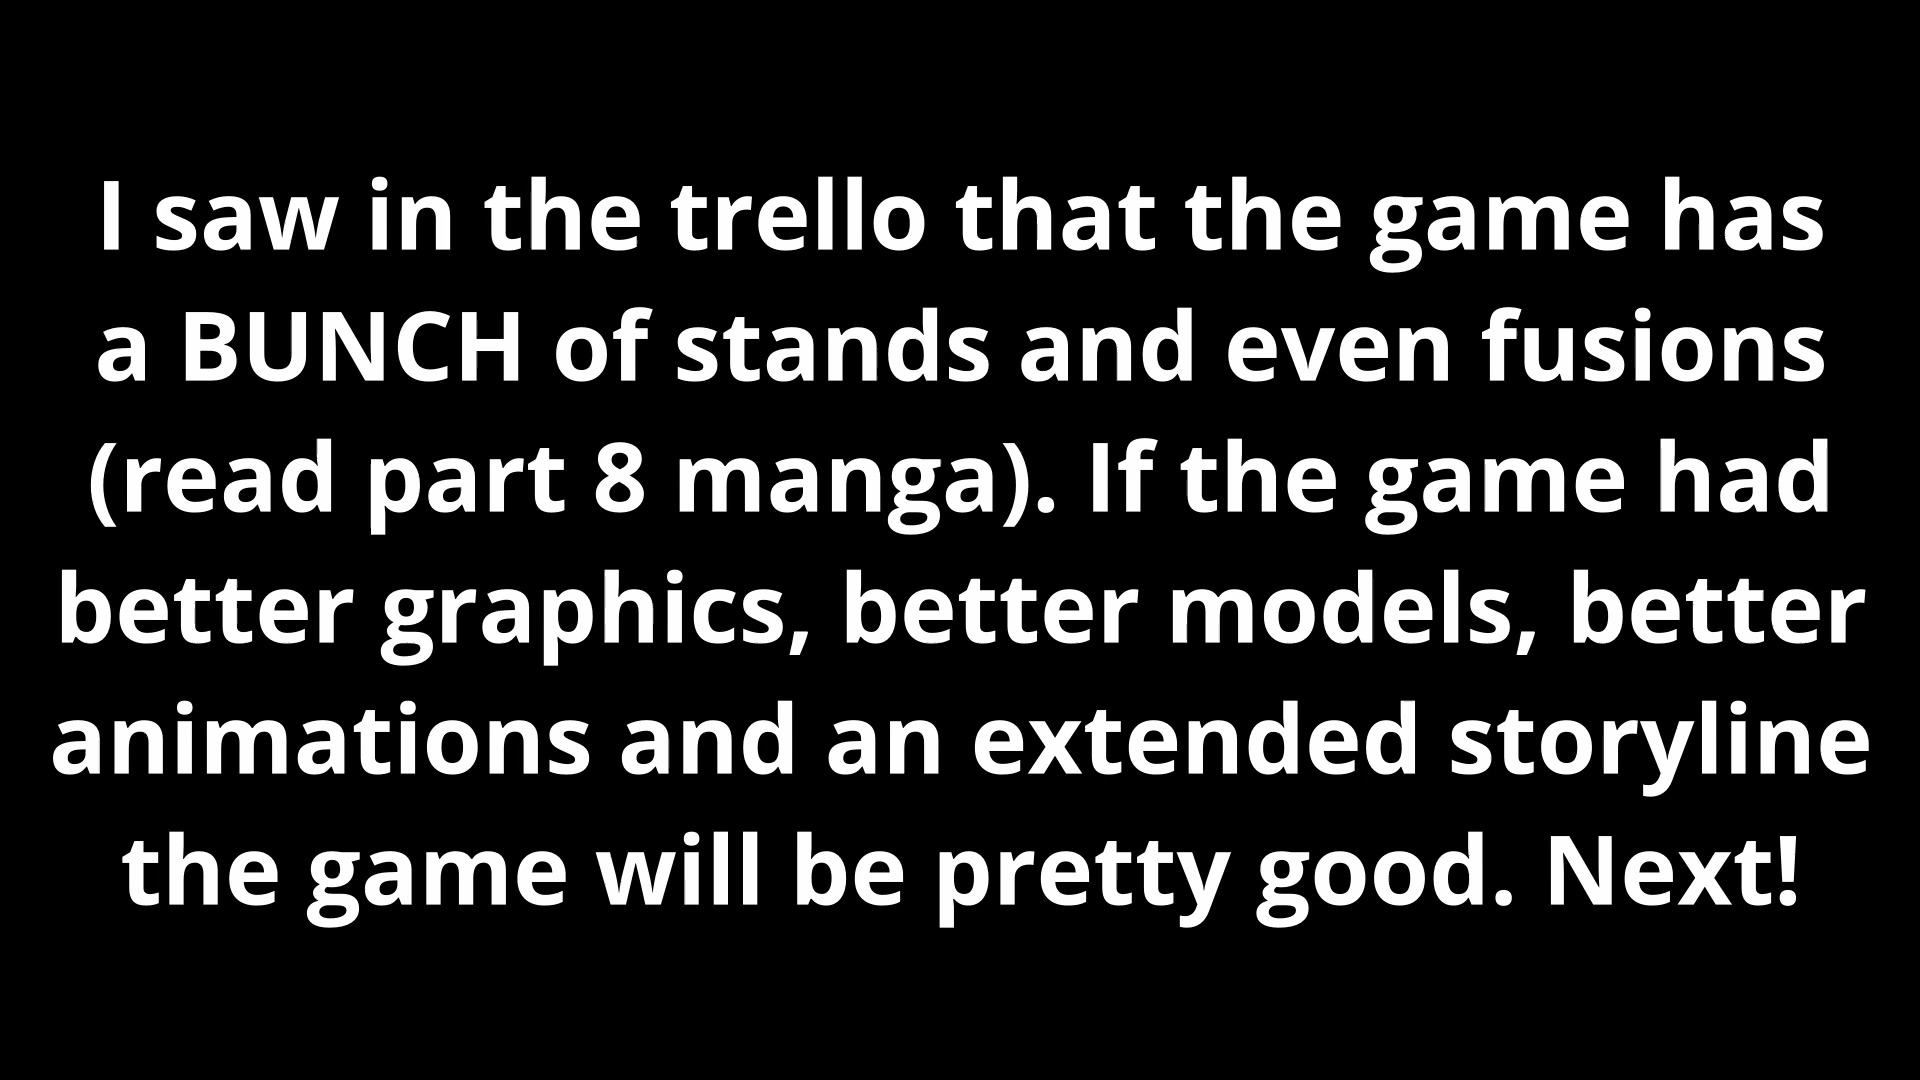 I saw in the trello that the game has
a BUNCH of stands and even fusions
(read part 8 manga). If the game had
better graphics, better models, better
animations and an extended storyline
the game will be pretty good. Next!